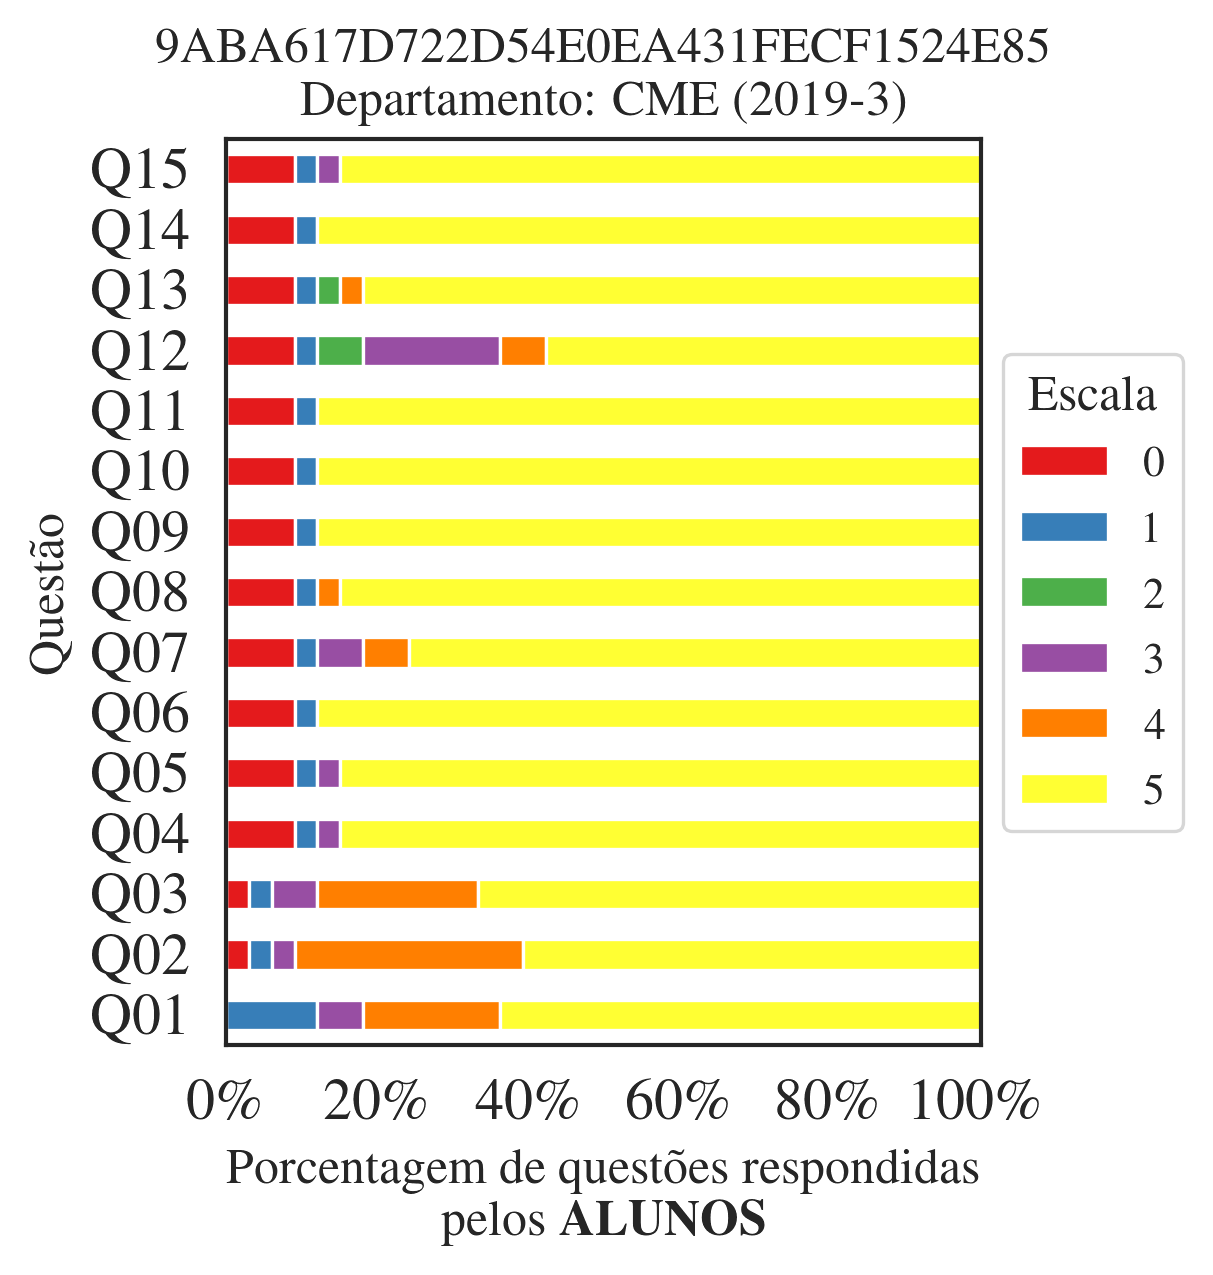 9ABA617D722D54E0EA431FECF1524E85
Departamento: CME (2019-3)
Q15
Q14
Q13
Q12
Q11
Q10
Q09
Q08
Q07
Q06
Q05
Q04
Q03
Q02
Q01
Questão
0% 20% 40% 60% 80% 100%
Porcentagem de questões respondidas
pelos ALUNOS
Escala
0
1
2
3
4
5